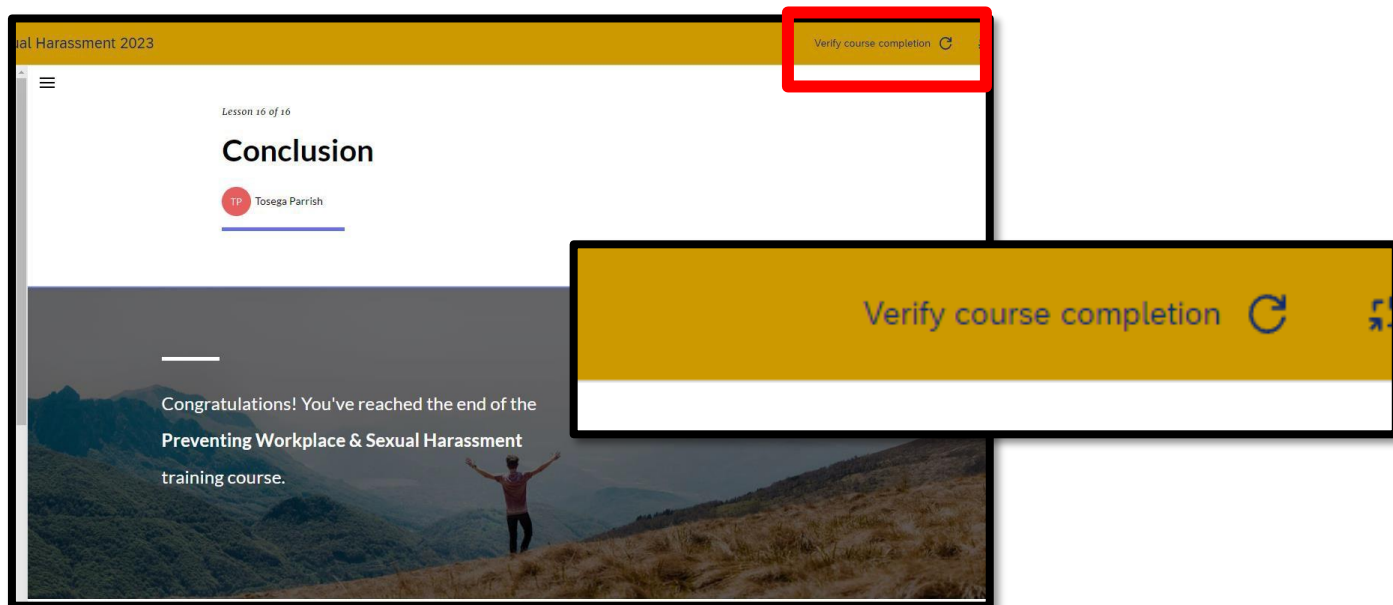 ual Harassment 2023
Verify course completion
Lesson 16 of 16
Conclusion
TP Tosega Parrish
Verify course completion
Congratulations! You've reached the end of the
Preventing Workplace & Sexual Harassment
training course.